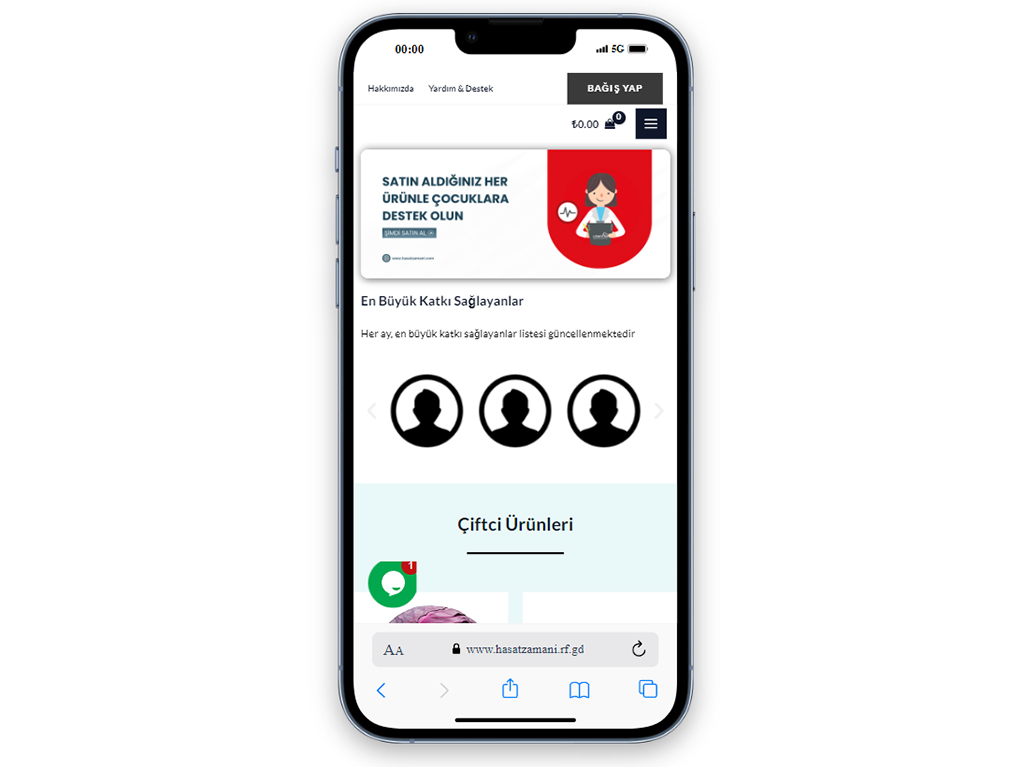 00:00
5G
Hakkımızda Yardım & Destek
BAĞIŞ YAP
₺0.00
0
SATIN ALDIĞINIZ HER
ÜRÜNLE ÇOCUKLARA
DESTEK OLUN
ŞİMDİ SATIN AL
www.hasatzamani.com
En Büyük Katkı Sağlayanlar
Her ay, en büyük katkı sağlayanlar listesi güncellenmektedir
Çiftci Ürünleri
1
AA
www.hasatzamani.rf.gd